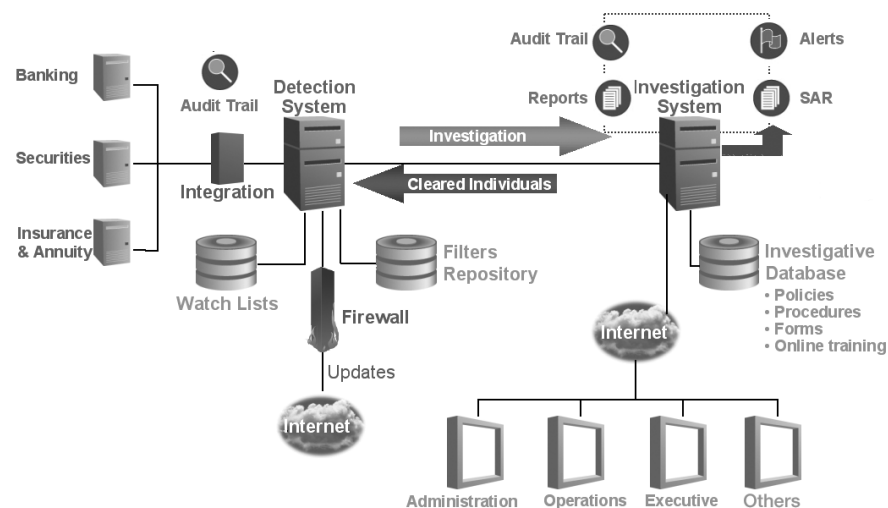 Banking
Securities
Insurance
& Annuity
Audit Trail
Integration
Detection
System
Watch Lists
Filters
Repository
Firewall
Updates
Internet
Investigation
Cleared Individuals
Audit Trail
Alerts
Reports
Investigation
System
SAR
Investigative
Database
• Policies
• Procedures
• Forms
• Online training
Internet
Administration
Operations
Executive
Others